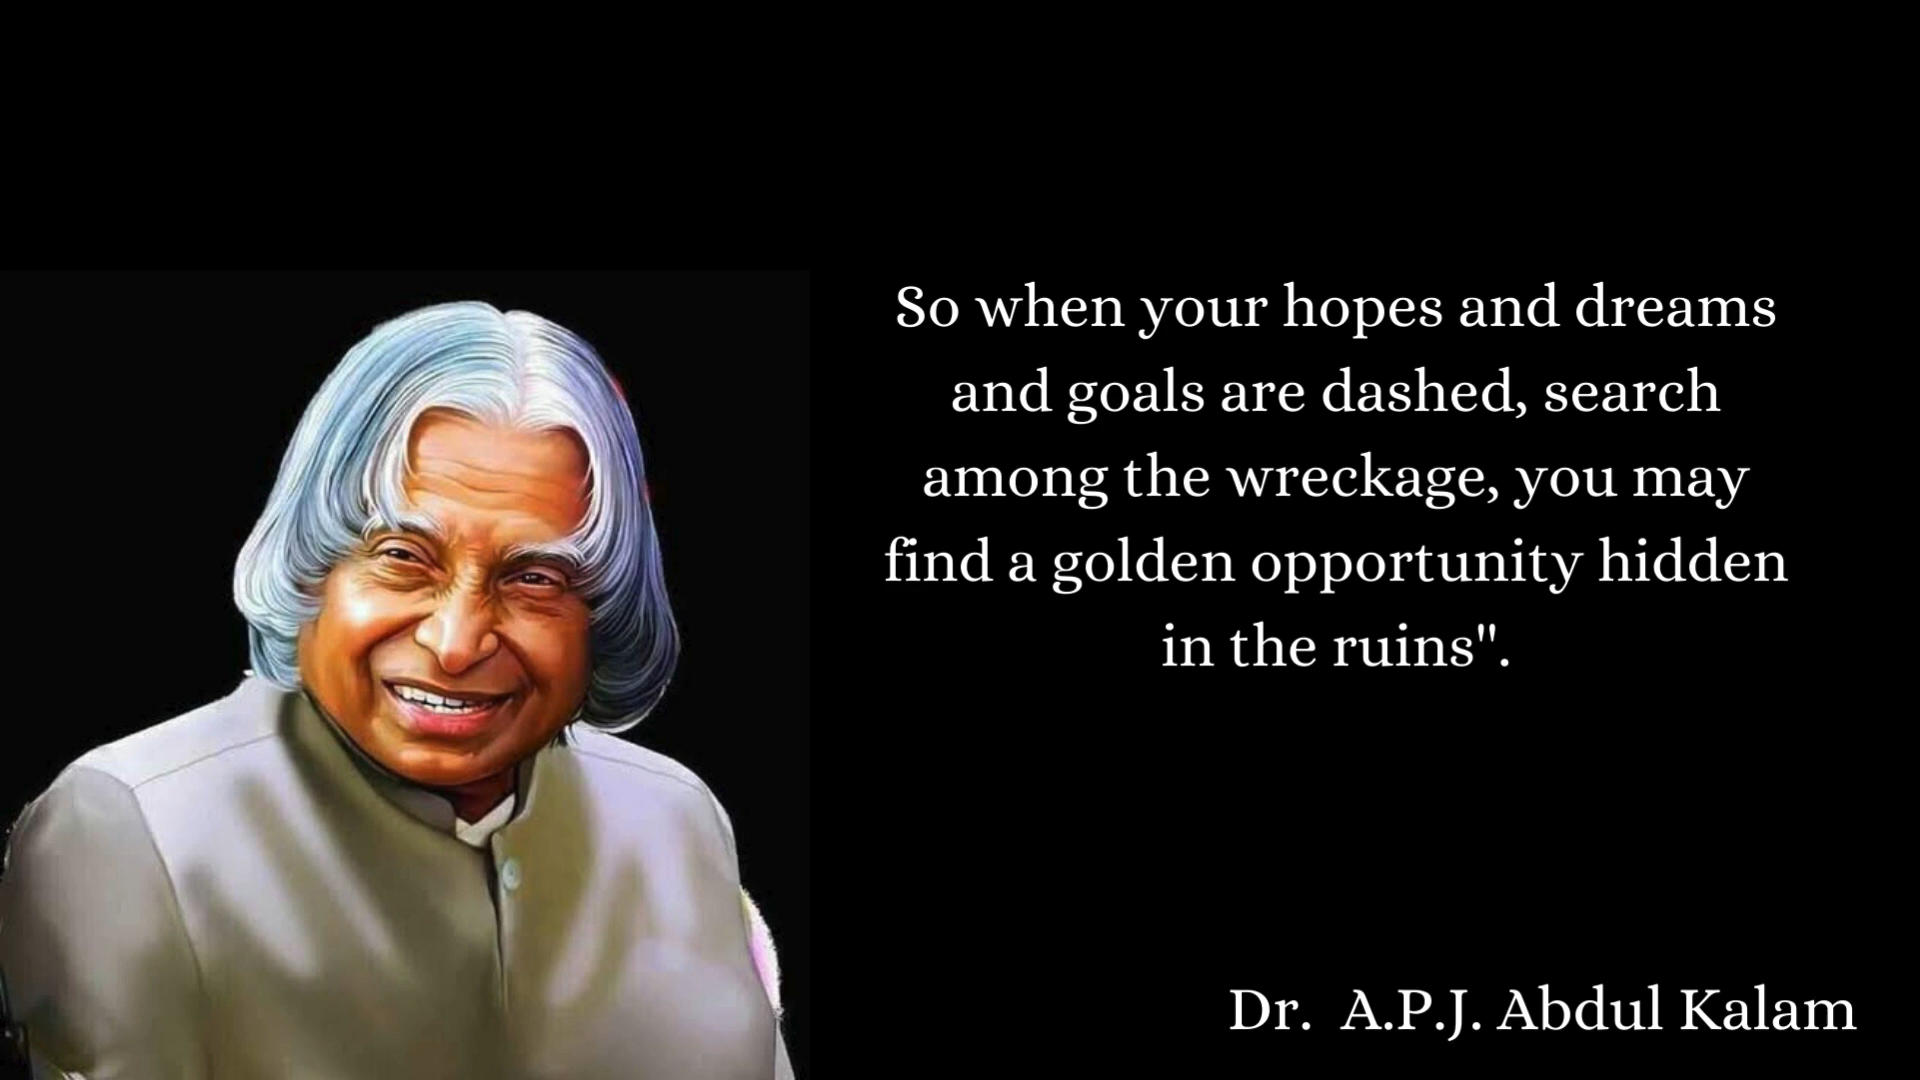 So when your hopes and dreams
and goals are dashed, search
among the wreckage, you may
find a golden opportunity hidden
in the ruins".
Dr.  A.P.J. Abdul Kalam